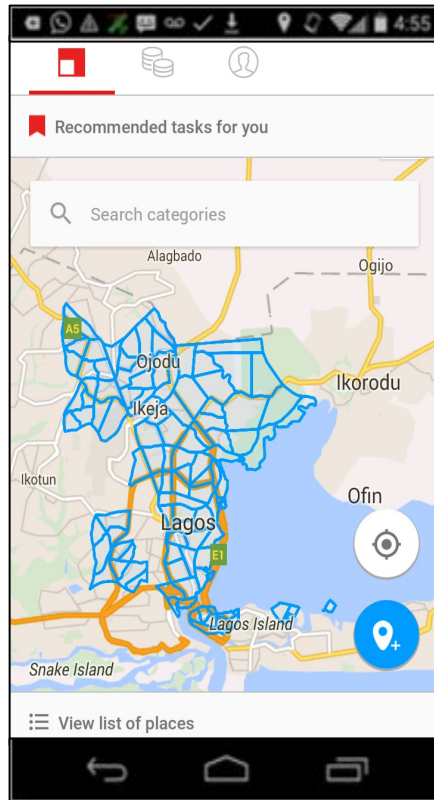 4:55
Recommended tasks for you
Search categories
Alagbado
Ogijo
A5
Ojodu
Ikorodu
Ikeja
Ikotun
Ofin
Lagos
E1
Lagos Island
Snake Island
View list of places